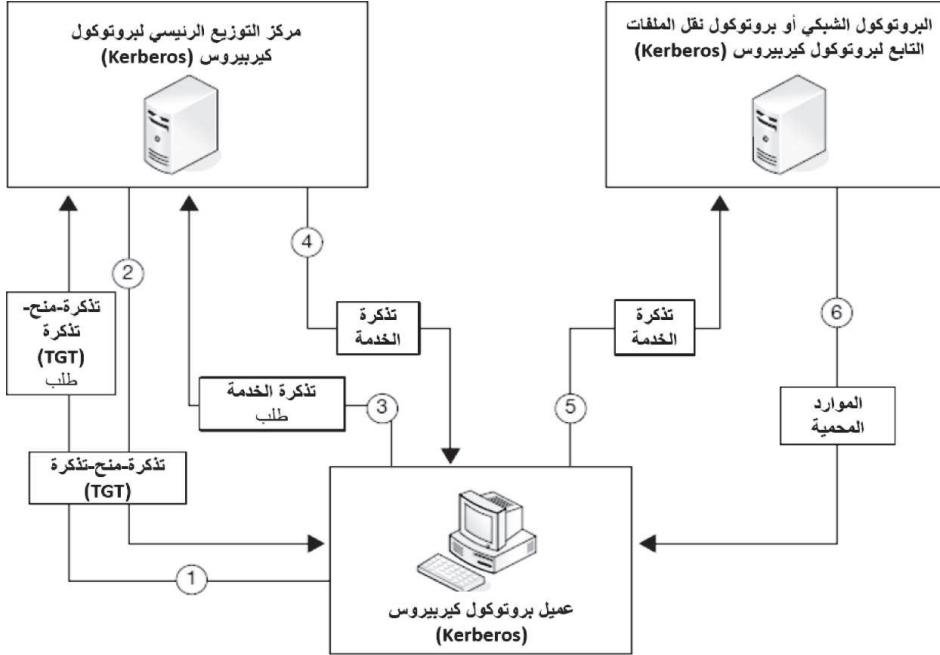 مركز التوزيع الرئيسي لبروتوكول
كيربيروس (Kerberos)
البروتوكول الشبكي أو بروتوكول نقل الملفات
التابع لبروتوكول كيربيروس (Kerberos)
4
2
6
تذكرة-منح-
تذكرة
(TGT)
طلب
تذكرة
الخدمة
تذكرة
الخدمة
تذكرة الخدمة
طلب
3
5
الموارد
المحمية
تذكرة-منح-تذكرة
(TGT)
1
عميل بروتوكول كيربيروس
(Kerberos)